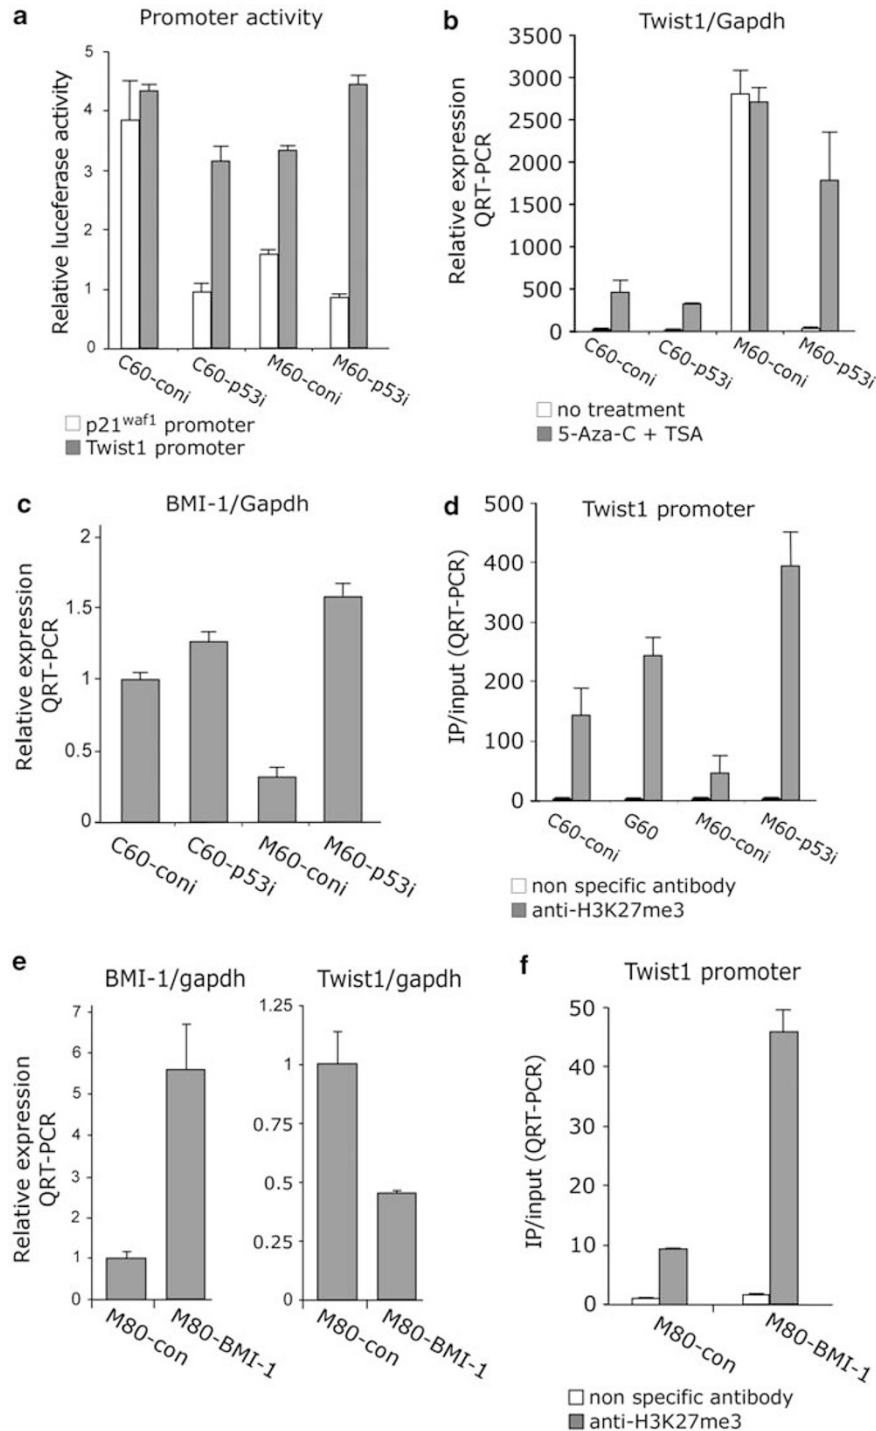 a
Promoter activity
Relative luceferase activity
5
4
3
2
1
0
C60-coni
C60-p53i
M60-coni
M60-p53i
p21waf1 promoter
Twist1 promoter
b
Twist1/Gapdh
Relative expression
QRT-PCR
3500
3000
2500
2000
1500
1000
500
0
C60-coni
C60-p53i
M60-coni
M60-p53i
no treatment
5-Aza-C + TSA
c
BMI-1/Gapdh
Relative expression
QRT-PCR
2
1.5
1
0.5
0
C60-coni
C60-p53i
M60-coni
M60-p53i
d
Twist1 promoter
IP/input (QRT-PCR)
500
400
300
200
100
0
C60-coni
G60
M60-coni
M60-p53i
non specific antibody
anti-H3K27me3
e
BMI-1/gapdh
Relative expression
QRT-PCR
7
6
5
4
3
2
1
0
M80-con
M80-BMI-1
Twist1/gapdh
1.25
1
0.75
0.5
0.25
0
M80-con
M80-BMI-1
f
Twist1 promoter
IP/input (QRT-PCR)
50
40
30
20
10
0
M80-con
M80-BMI-1
non specific antibody
anti-H3K27me3